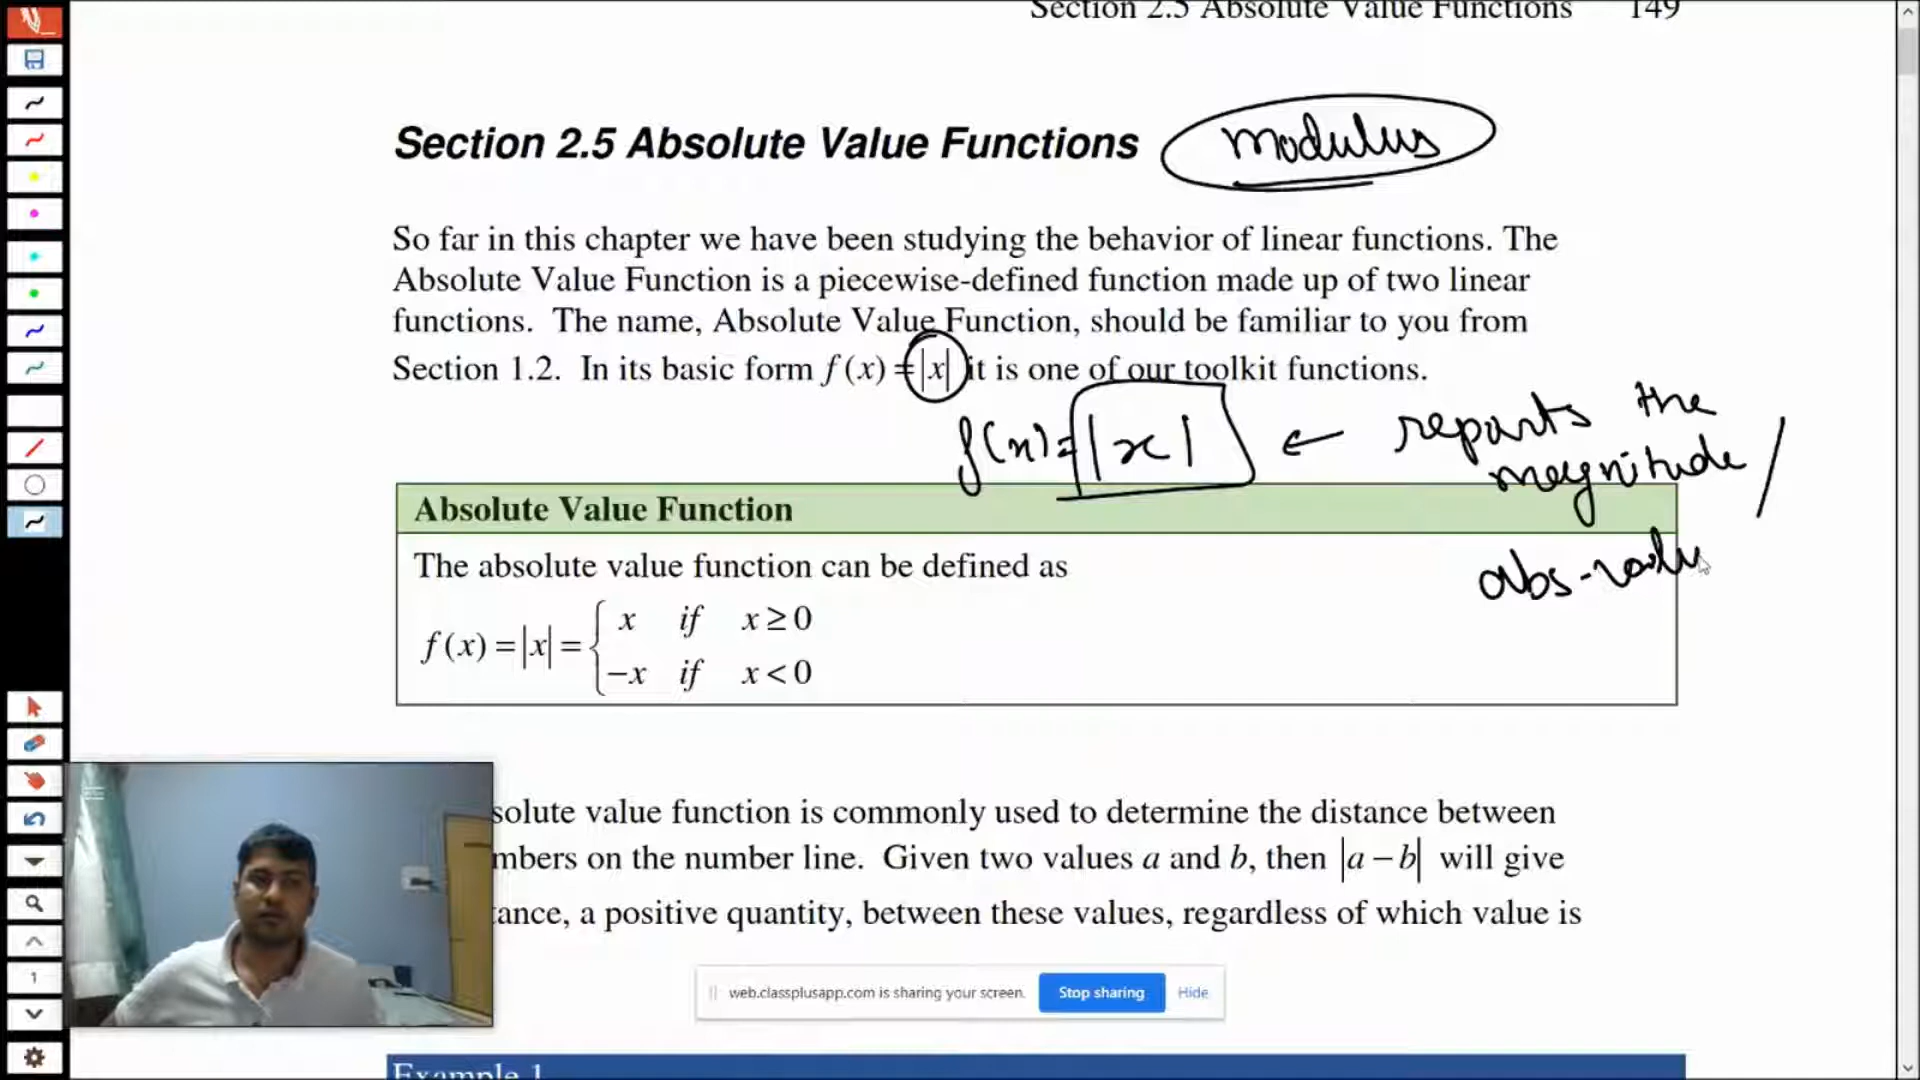 Section 2.5 Absolute Value Functions 149
Section 2.5 Absolute Value Functions modulus
So far in this chapter we have been studying the behavior of linear functions. The
Absolute Value Function is a piecewise-defined function made up of two linear
functions. The name, Absolute Value Function, should be familiar to you from
Section 1.2. In its basic form f(x) = |x| it is one of our toolkit functions.
f(x) = |x| ← reports the
magnitude /
abs-valu
Absolute Value Function
The absolute value function can be defined as
f(x) = |x| = { x if x ≥ 0
−x if x < 0
solute value function is commonly used to determine the distance between
mbers on the number line. Given two values a and b, then |a − b| will give
tance, a positive quantity, between these values, regardless of which value is
web.classplusapp.com is sharing your screen. Stop sharing Hide
1
Example 1